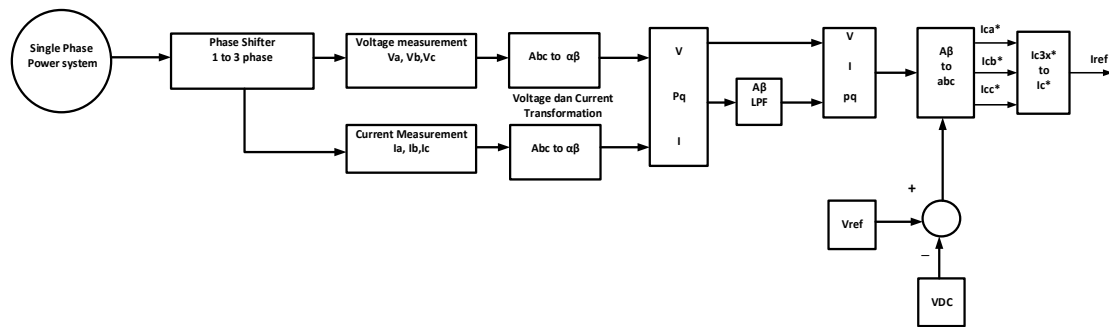 Single Phase
Power system
Phase Shifter
1 to 3 phase
Voltage measurement
Va, Vb,Vc
Abc to αβ
Voltage dan Current
Transformation
Current Measurement
Ia, Ib,Ic
Abc to αβ
V
Pq
I
Aβ
LPF
V
I
pq
Aβ
to
abc
Ica*
Icb*
Icc*
Ic3x*
to
Ic*
Iref
+
Vref
–
VDC